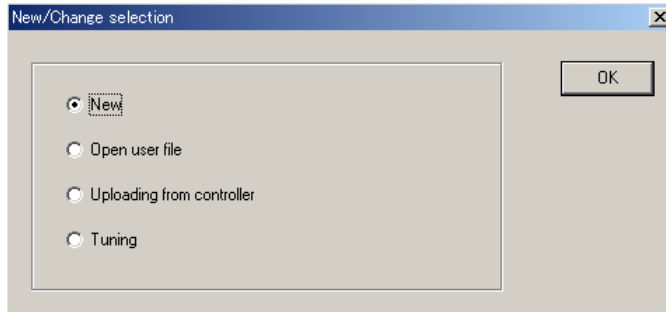 New/Change selection
OK
New
Open user file
Uploading from controller
Tuning